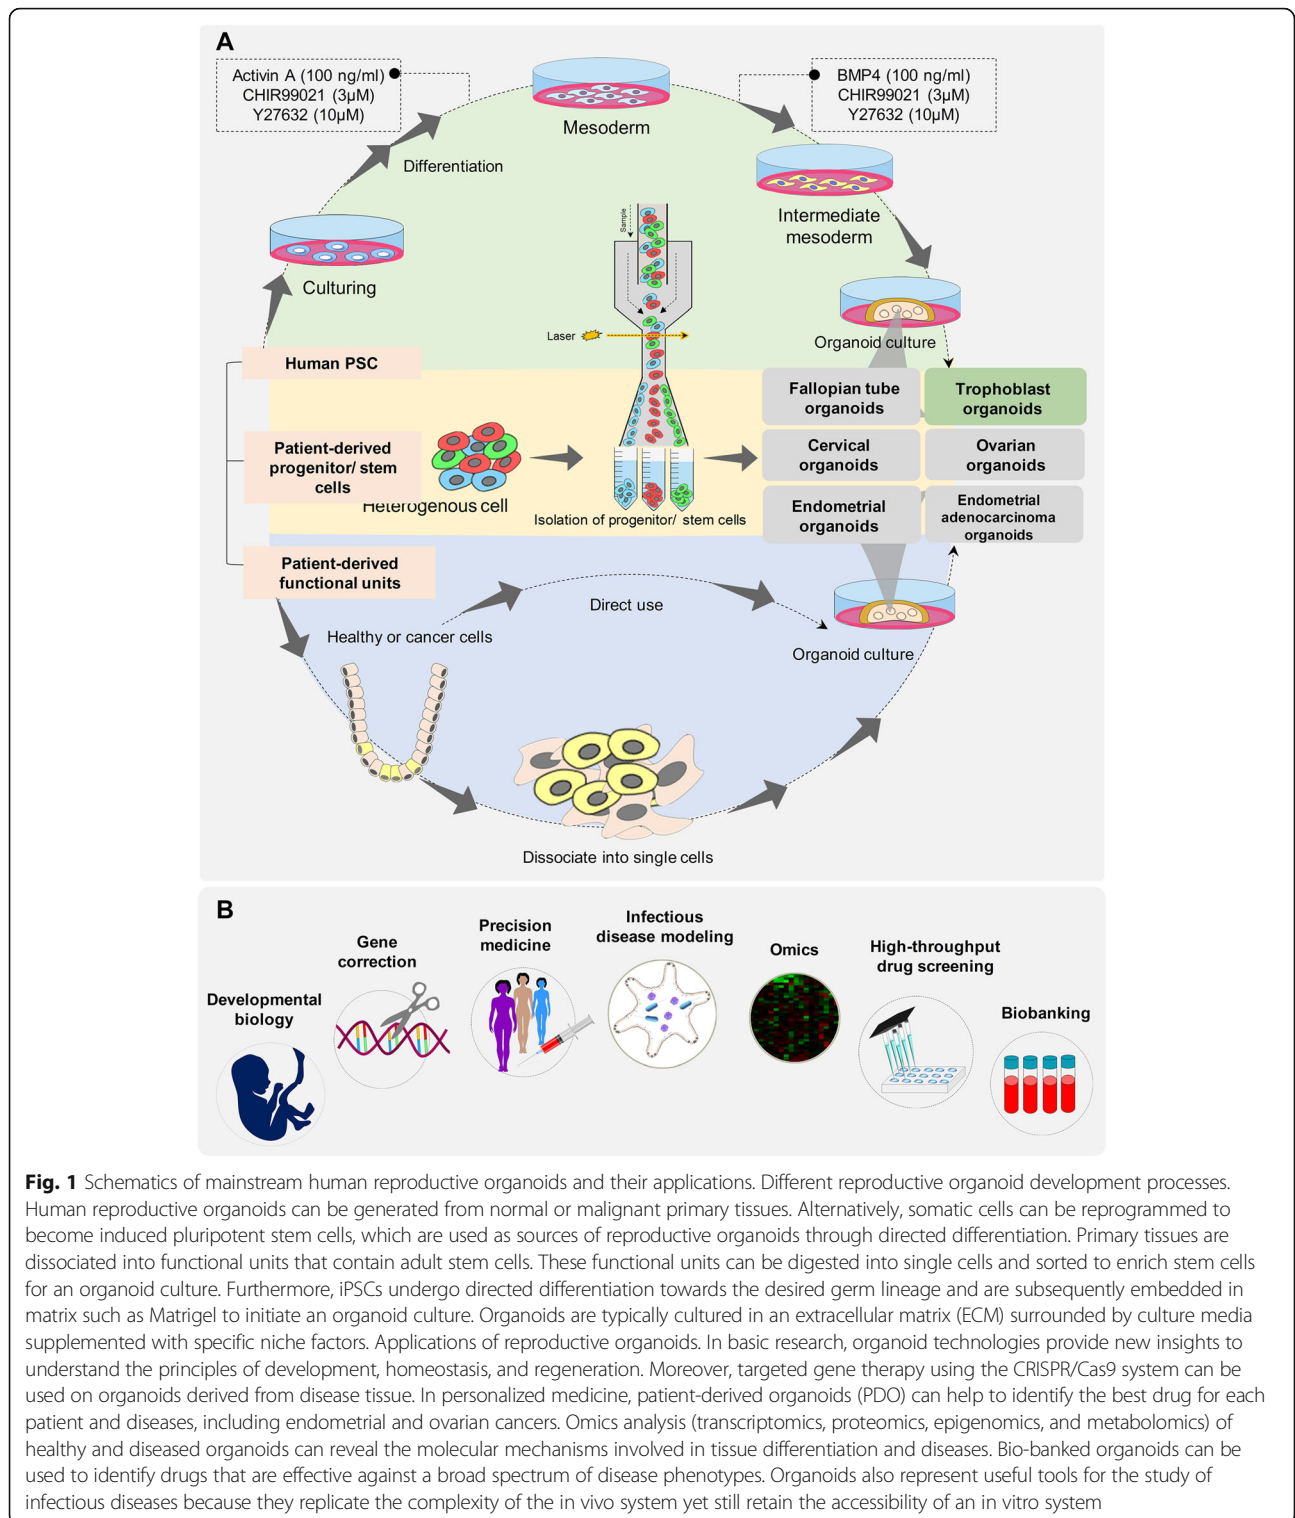 A
Activin A (100 ng/ml)
CHIR99021 (3µM)
Y27632 (10µM)
BMP4 (100 ng/ml)
CHIR99021 (3µM)
Y27632 (10µM)
Mesoderm
Differentiation
Intermediate
mesoderm
Sample
Culturing
Laser
Organoid culture
Human PSC
Fallopian tube
organoids
Trophoblast
organoids
Patient-derived
progenitor/ stem
cells
Heterogenous cell
Isolation of progenitor/ stem cells
Cervical
organoids
Ovarian
organoids
Endometrial
organoids
Endometrial
adenocarcinoma
organoids
Patient-derived
functional units
Direct use
Healthy or cancer cells
Organoid culture
Dissociate into single cells
B
Developmental
biology
Gene
correction
Precision
medicine
Infectious
disease modeling
Omics
High-throughput
drug screening
Biobanking
Fig. 1 Schematics of mainstream human reproductive organoids and their applications. Different reproductive organoid development processes.
Human reproductive organoids can be generated from normal or malignant primary tissues. Alternatively, somatic cells can be reprogrammed to
become induced pluripotent stem cells, which are used as sources of reproductive organoids through directed differentiation. Primary tissues are
dissociated into functional units that contain adult stem cells. These functional units can be digested into single cells and sorted to enrich stem cells
for an organoid culture. Furthermore, iPSCs undergo directed differentiation towards the desired germ lineage and are subsequently embedded in
matrix such as Matrigel to initiate an organoid culture. Organoids are typically cultured in an extracellular matrix (ECM) surrounded by culture media
supplemented with specific niche factors. Applications of reproductive organoids. In basic research, organoid technologies provide new insights to
understand the principles of development, homeostasis, and regeneration. Moreover, targeted gene therapy using the CRISPR/Cas9 system can be
used on organoids derived from disease tissue. In personalized medicine, patient-derived organoids (PDO) can help to identify the best drug for each
patient and diseases, including endometrial and ovarian cancers. Omics analysis (transcriptomics, proteomics, epigenomics, and metabolomics) of
healthy and diseased organoids can reveal the molecular mechanisms involved in tissue differentiation and diseases. Bio-banked organoids can be
used to identify drugs that are effective against a broad spectrum of disease phenotypes. Organoids also represent useful tools for the study of
infectious diseases because they replicate the complexity of the in vivo system yet still retain the accessibility of an in vitro system